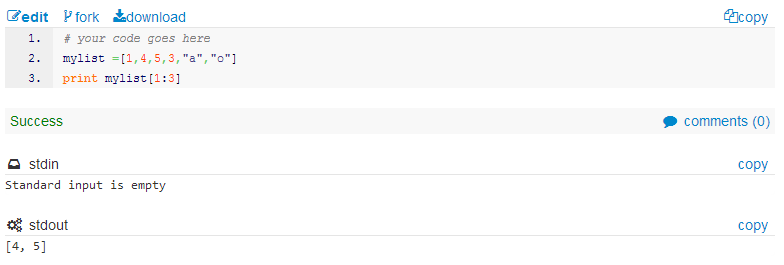 edit fork download copy
1. # your code goes here
2. mylist =[1,4,5,3,"a","o"]
3. print mylist[1:3]
Success comments (0)
stdin copy
Standard input is empty
stdout copy
[4, 5]